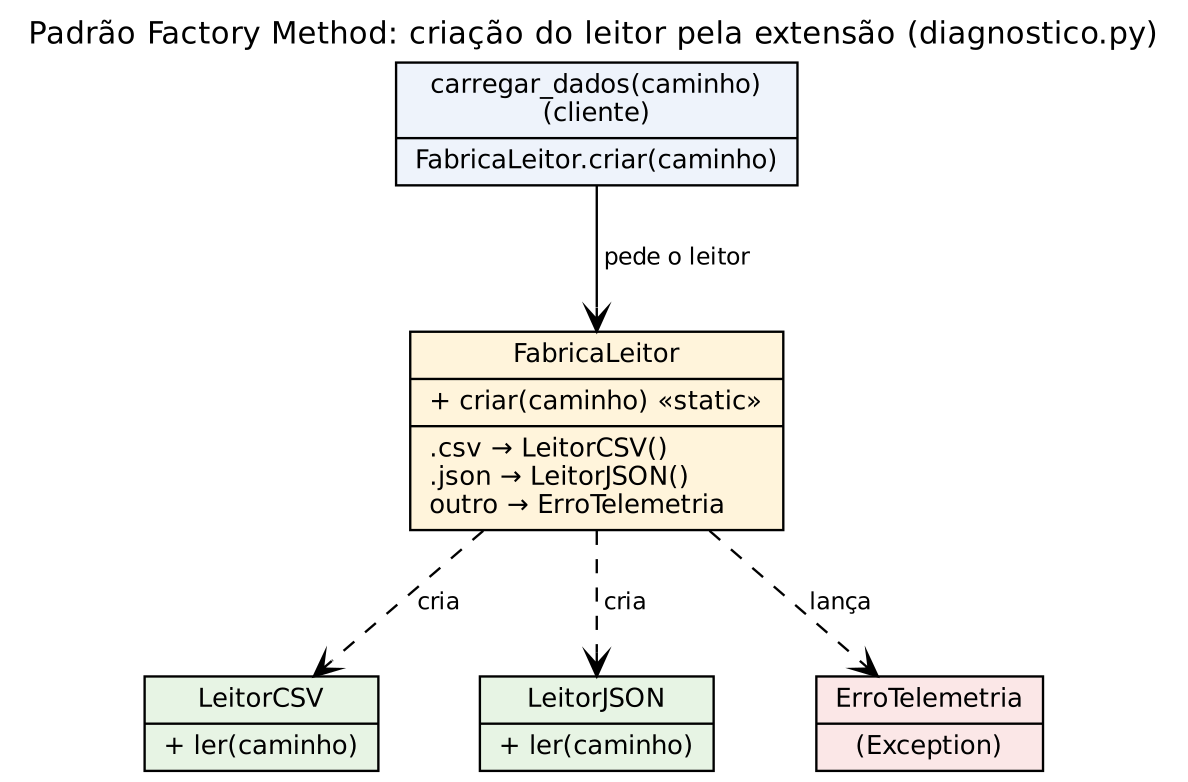 Padrão Factory Method: criação do leitor pela extensão (diagnostico.py)
carregar_dados(caminho)
(cliente)
FabricaLeitor.criar(caminho)
pede o leitor
FabricaLeitor
+ criar(caminho) «static»
.csv → LeitorCSV()
.json → LeitorJSON()
outro → ErroTelemetria
cria
cria
lança
LeitorCSV
+ ler(caminho)
LeitorJSON
+ ler(caminho)
ErroTelemetria
(Exception)